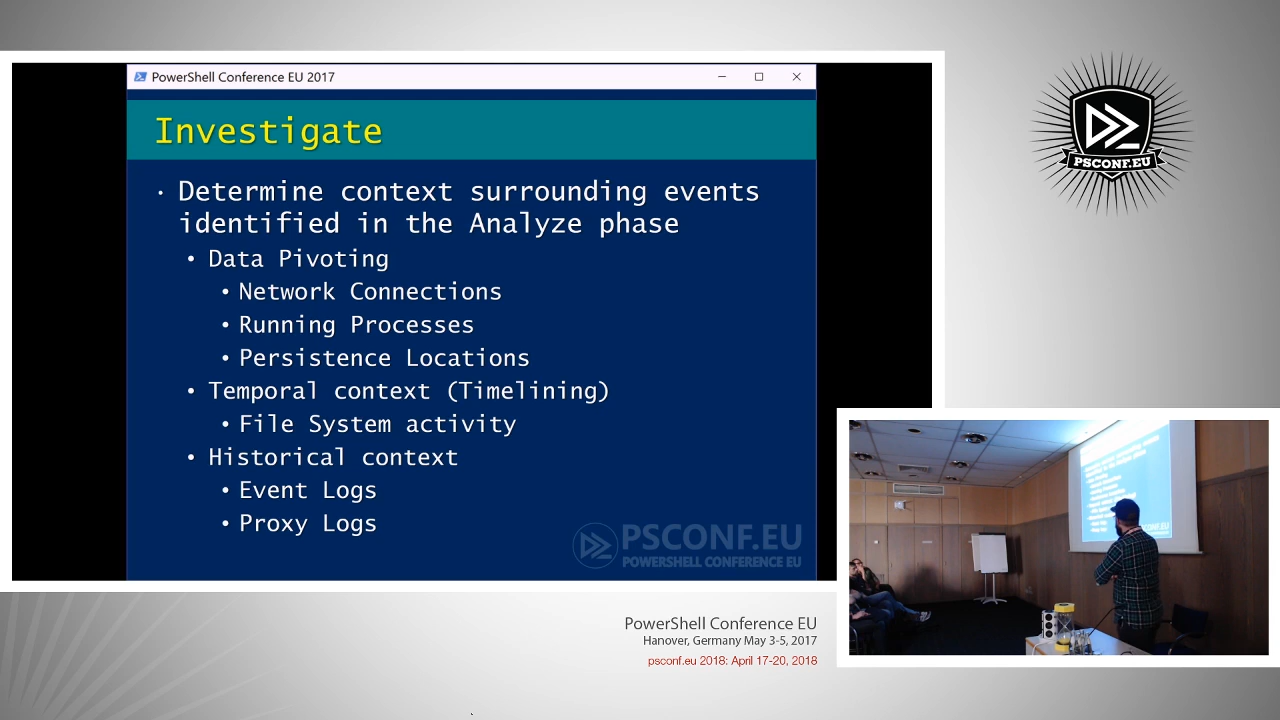 PowerShell Conference EU 2017
Investigate
• Determine context surrounding events
identified in the Analyze phase
• Data Pivoting
• Network Connections
• Running Processes
• Persistence Locations
• Temporal context (Timelining)
• File System activity
• Historical context
• Event Logs
• Proxy Logs
PSCONF.EU
POWERSHELL CONFERENCE EU
PSCONF.EU
PowerShell Conference EU
Hanover, Germany May 3-5, 2017
psconf.eu 2018: April 17-20, 2018